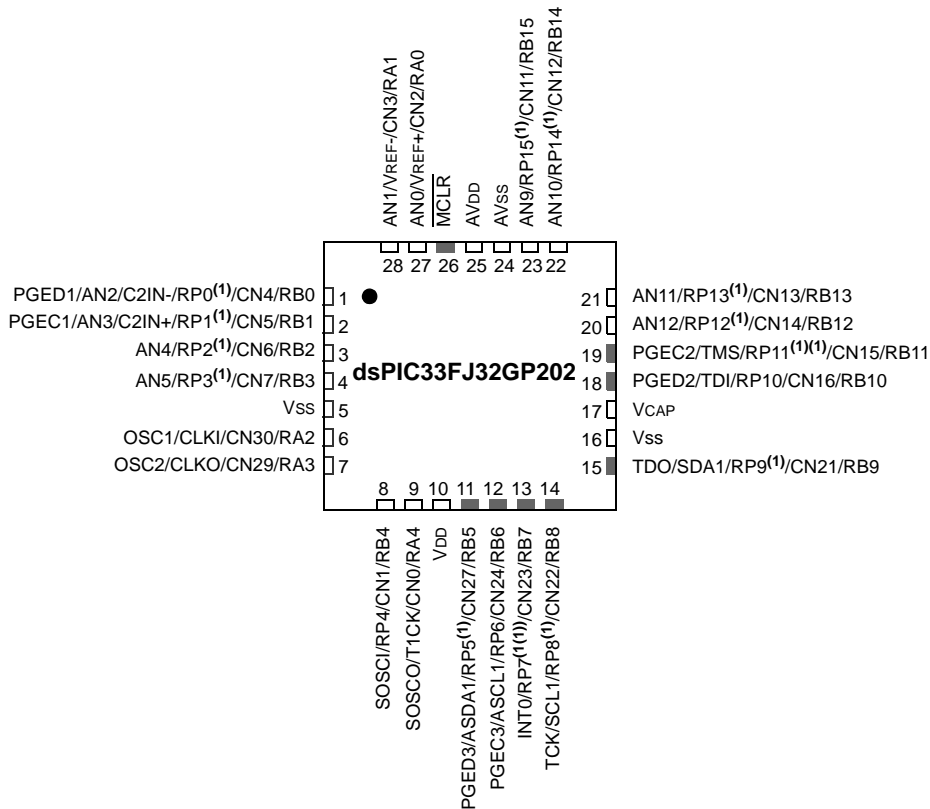 AN1/VREF-/CN3/RA1
AN0/VREF+/CN2/RA0
MCLR
AVDD
AVSS
AN9/RP15(1)/CN11/RB15
AN10/RP14(1)/CN12/RB14
28 27 26 25 24 23 22
PGED1/AN2/C2IN-/RP0(1)/CN4/RB0 1
PGEC1/AN3/C2IN+/RP1(1)/CN5/RB1 2
AN4/RP2(1)/CN6/RB2 3
AN5/RP3(1)/CN7/RB3 4
VSS 5
OSC1/CLKI/CN30/RA2 6
OSC2/CLKO/CN29/RA3 7
dsPIC33FJ32GP202
21 AN11/RP13(1)/CN13/RB13
20 AN12/RP12(1)/CN14/RB12
19 PGEC2/TMS/RP11(1)(1)/CN15/RB11
18 PGED2/TDI/RP10/CN16/RB10
17 VCAP
16 Vss
15 TDO/SDA1/RP9(1)/CN21/RB9
8 9 10 11 12 13 14
SOSCI/RP4/CN1/RB4
SOSCO/T1CK/CN0/RA4
VDD
PGED3/ASDA1/RP5(1)/CN27/RB5
PGEC3/ASCL1/RP6/CN24/RB6
INT0/RP7(1(1))/CN23/RB7
TCK/SCL1/RP8(1)/CN22/RB8